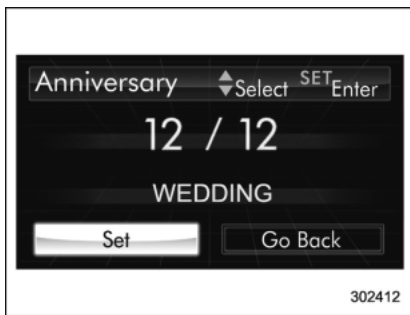 Anniversary Select SET Enter
12 / 12
WEDDING
Set Go Back
302412